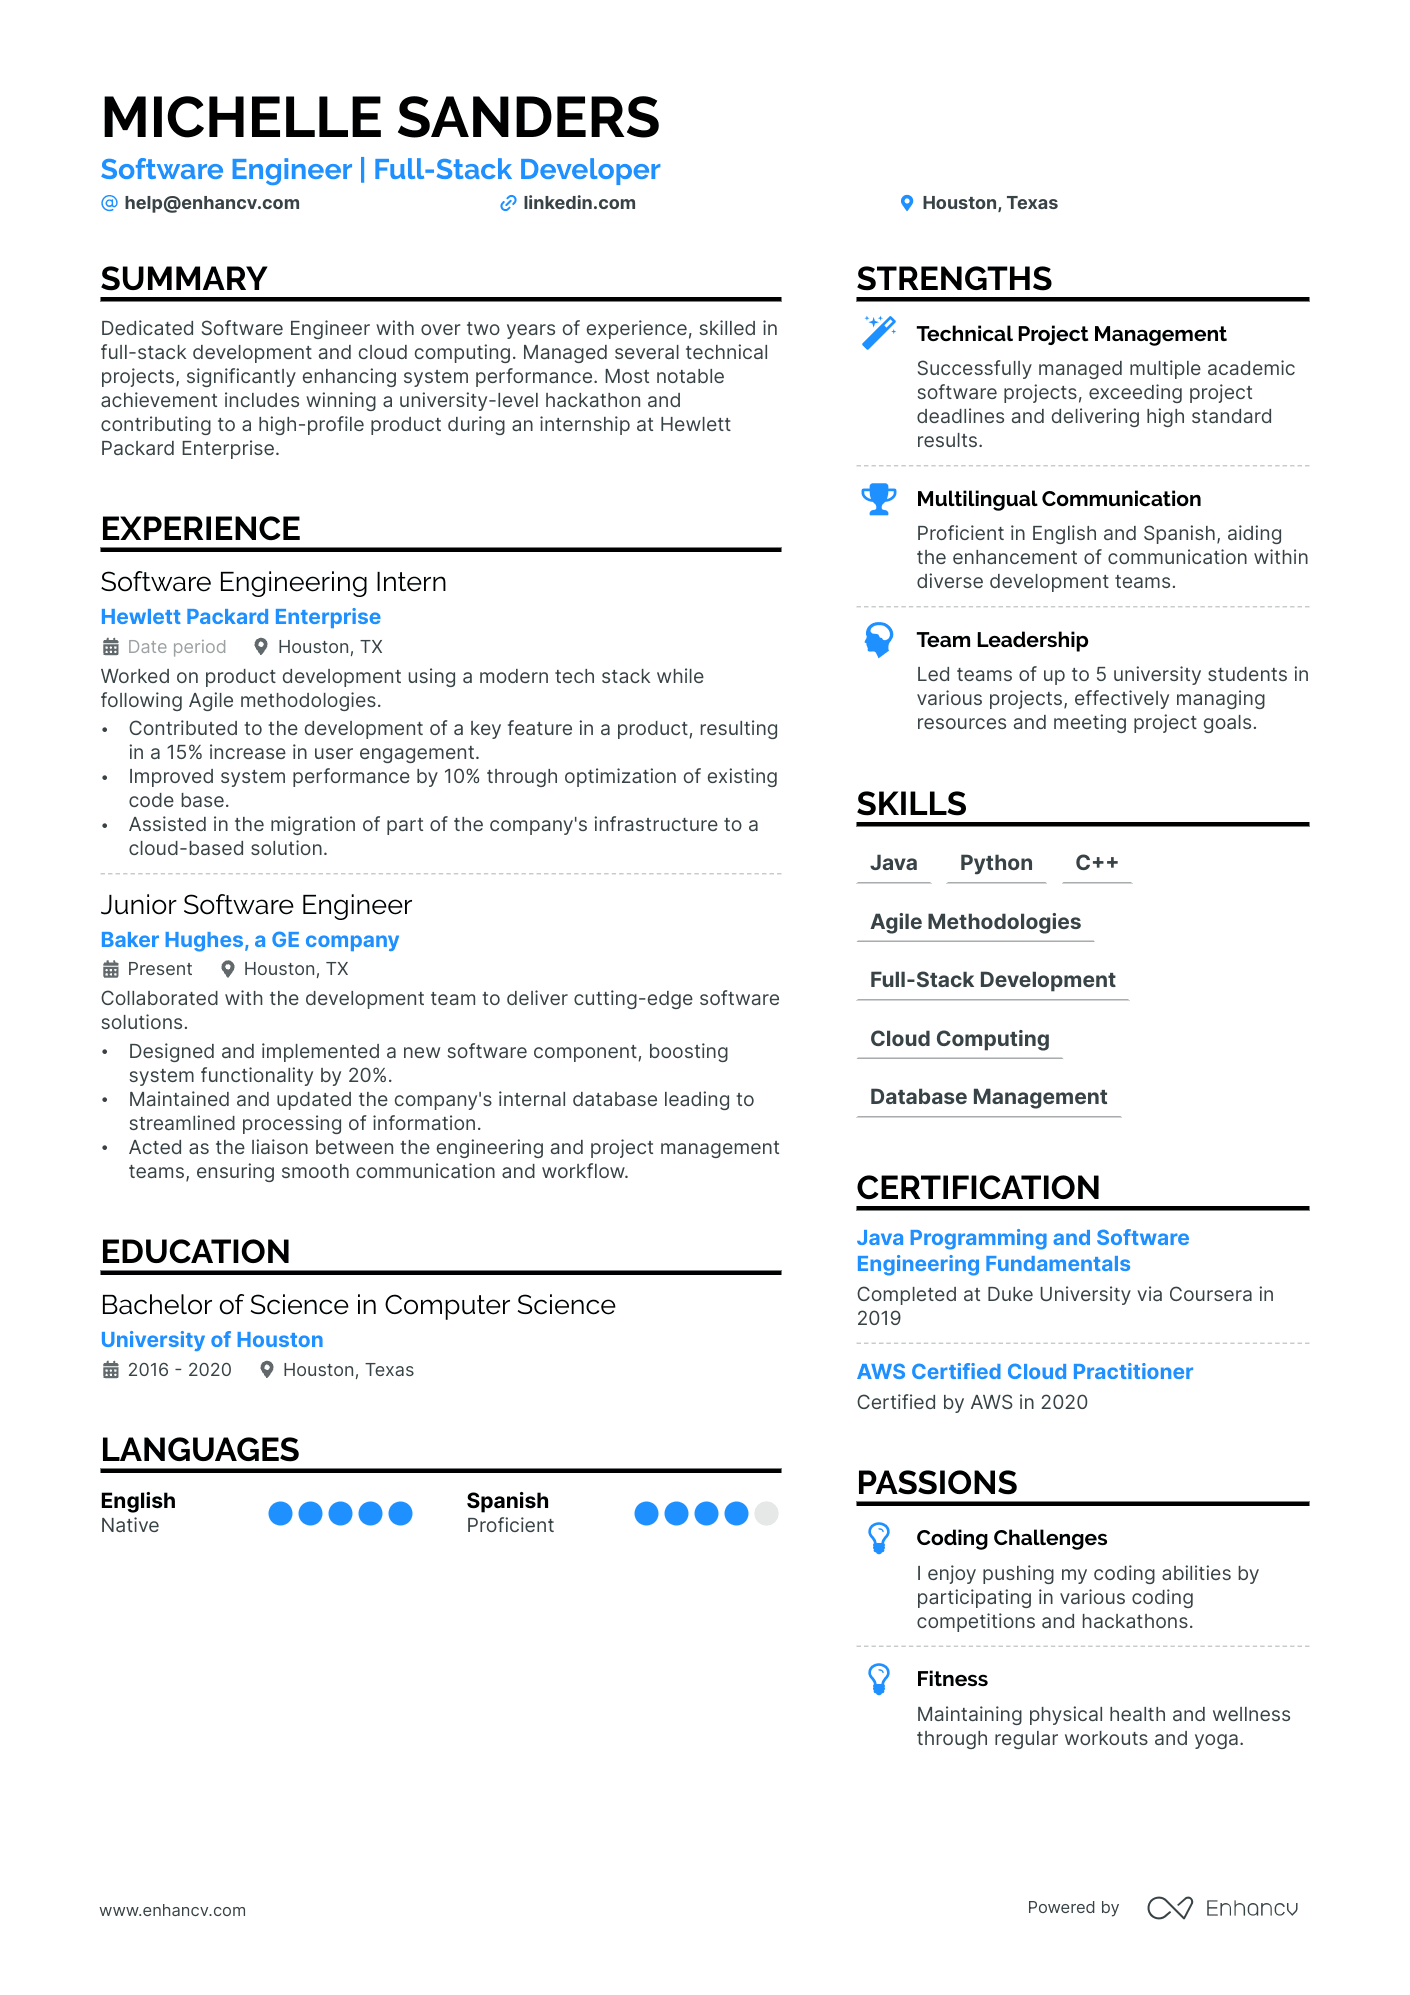 MICHELLE SANDERS
Software Engineer | Full-Stack Developer
help@enhancv.com
linkedin.com
Houston, Texas
SUMMARY
Dedicated Software Engineer with over two years of experience, skilled in
full-stack development and cloud computing. Managed several technical
projects, significantly enhancing system performance. Most notable
achievement includes winning a university-level hackathon and
contributing to a high-profile product during an internship at Hewlett
Packard Enterprise.
EXPERIENCE
Software Engineering Intern
Hewlett Packard Enterprise
Date period Houston, TX
Worked on product development using a modern tech stack while
following Agile methodologies.
• Contributed to the development of a key feature in a product, resulting
in a 15% increase in user engagement.
• Improved system performance by 10% through optimization of existing
code base.
• Assisted in the migration of part of the company's infrastructure to a
cloud-based solution.
Junior Software Engineer
Baker Hughes, a GE company
Present Houston, TX
Collaborated with the development team to deliver cutting-edge software
solutions.
• Designed and implemented a new software component, boosting
system functionality by 20%.
• Maintained and updated the company's internal database leading to
streamlined processing of information.
• Acted as the liaison between the engineering and project management
teams, ensuring smooth communication and workflow.
EDUCATION
Bachelor of Science in Computer Science
University of Houston
2016 - 2020 Houston, Texas
LANGUAGES
English
Native
Spanish
Proficient
STRENGTHS
Technical Project Management
Successfully managed multiple academic
software projects, exceeding project
deadlines and delivering high standard
results.
Multilingual Communication
Proficient in English and Spanish, aiding
the enhancement of communication within
diverse development teams.
Team Leadership
Led teams of up to 5 university students in
various projects, effectively managing
resources and meeting project goals.
SKILLS
Java Python C++
Agile Methodologies
Full-Stack Development
Cloud Computing
Database Management
CERTIFICATION
Java Programming and Software
Engineering Fundamentals
Completed at Duke University via Coursera in
2019
AWS Certified Cloud Practitioner
Certified by AWS in 2020
PASSIONS
Coding Challenges
I enjoy pushing my coding abilities by
participating in various coding
competitions and hackathons.
Fitness
Maintaining physical health and wellness
through regular workouts and yoga.
www.enhancv.com
Powered by Enhancv